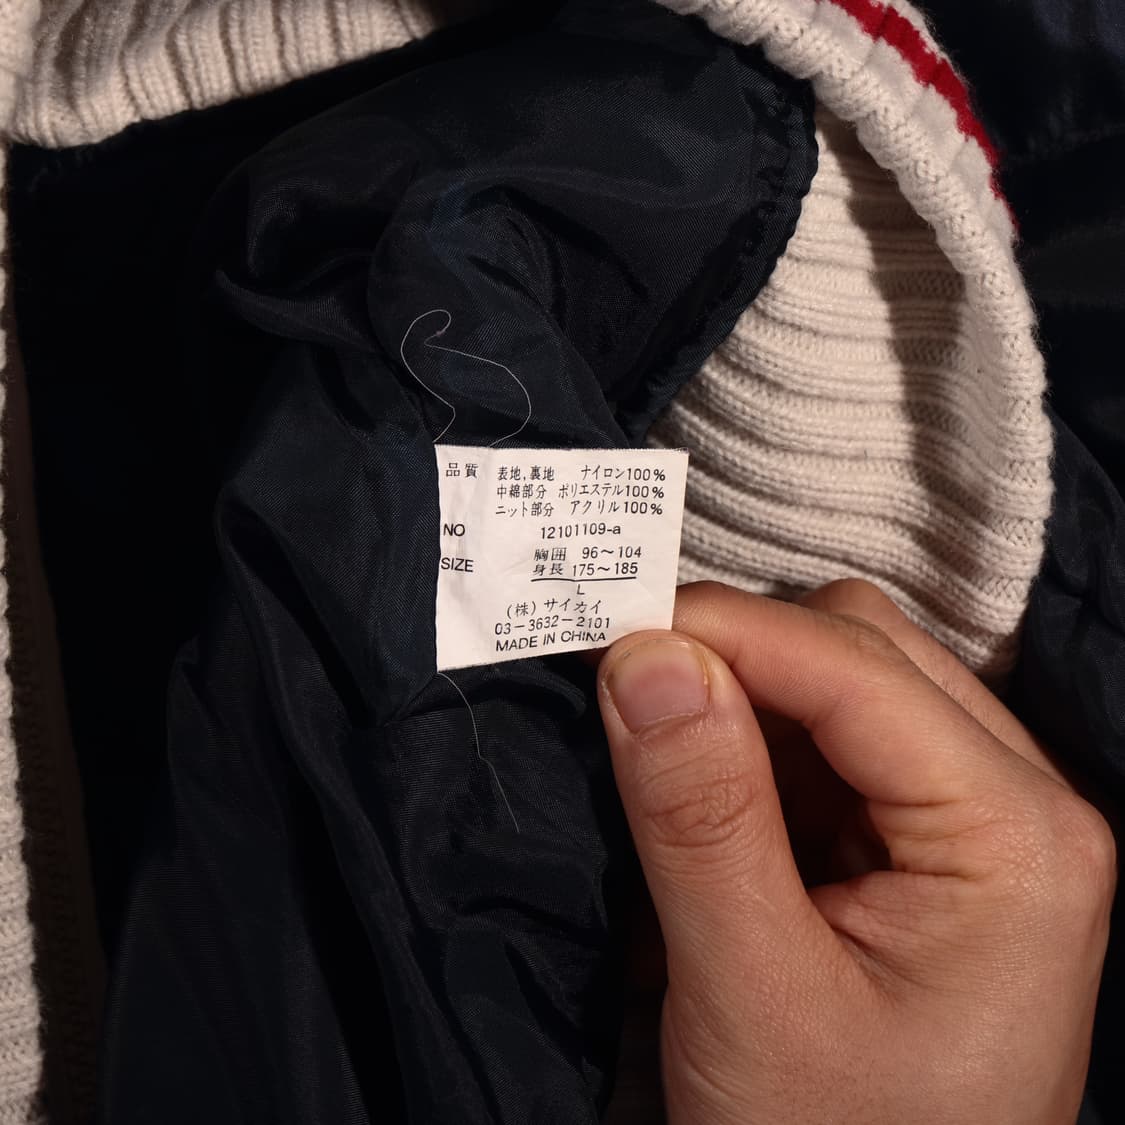 品質 表地,裏地 ナイロン100%
中綿部分 ポリエステル100%
ニット部分 アクリル100%
NO 12101109-a
SIZE 胸囲 96〜104
身長 175〜185
L
(株)サイカイ
03-3632-2101
MADE IN CHINA